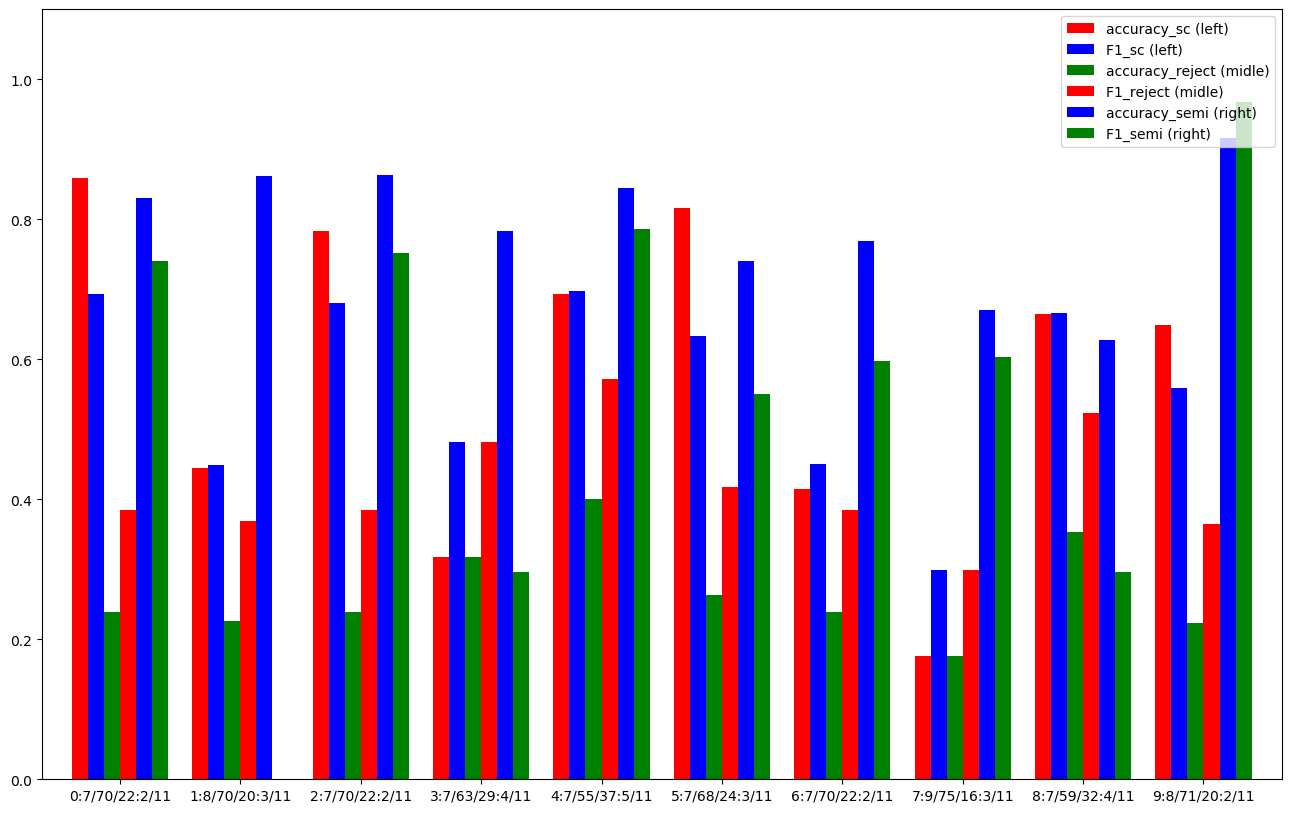 accuracy_sc (left)
F1_sc (left)
accuracy_reject (midle)
F1_reject (midle)
accuracy_semi (right)
F1_semi (right)
1.0
0.8
0.6
0.4
0.2
0.0
0:7/70/22:2/11 1:8/70/20:3/11 2:7/70/22:2/11 3:7/63/29:4/11 4:7/55/37:5/11 5:7/68/24:3/11 6:7/70/22:2/11 7:9/75/16:3/11 8:7/59/32:4/11 9:8/71/20:2/11